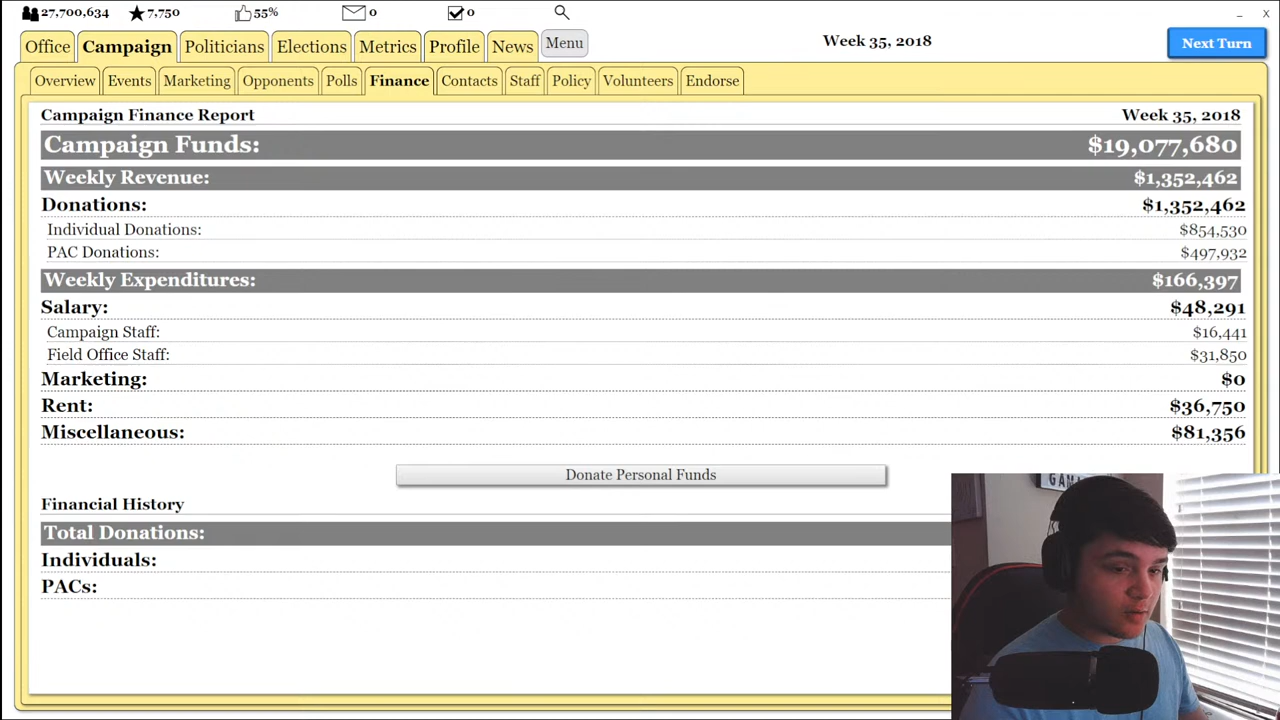 27,700,634 7,750 55% 0 0
Office Campaign Politicians Elections Metrics Profile News Menu Week 35, 2018 Next Turn
Overview Events Marketing Opponents Polls Finance Contacts Staff Policy Volunteers Endorse
Campaign Finance Report Week 35, 2018
Campaign Funds: $19,077,680
Weekly Revenue: $1,352,462
Donations: $1,352,462
Individual Donations: $854,530
PAC Donations: $497,932
Weekly Expenditures: $166,397
Salary: $48,291
Campaign Staff: $16,441
Field Office Staff: $31,850
Marketing: $0
Rent: $36,750
Miscellaneous: $81,356
Donate Personal Funds
Financial History
Total Donations:
Individuals:
PACs: